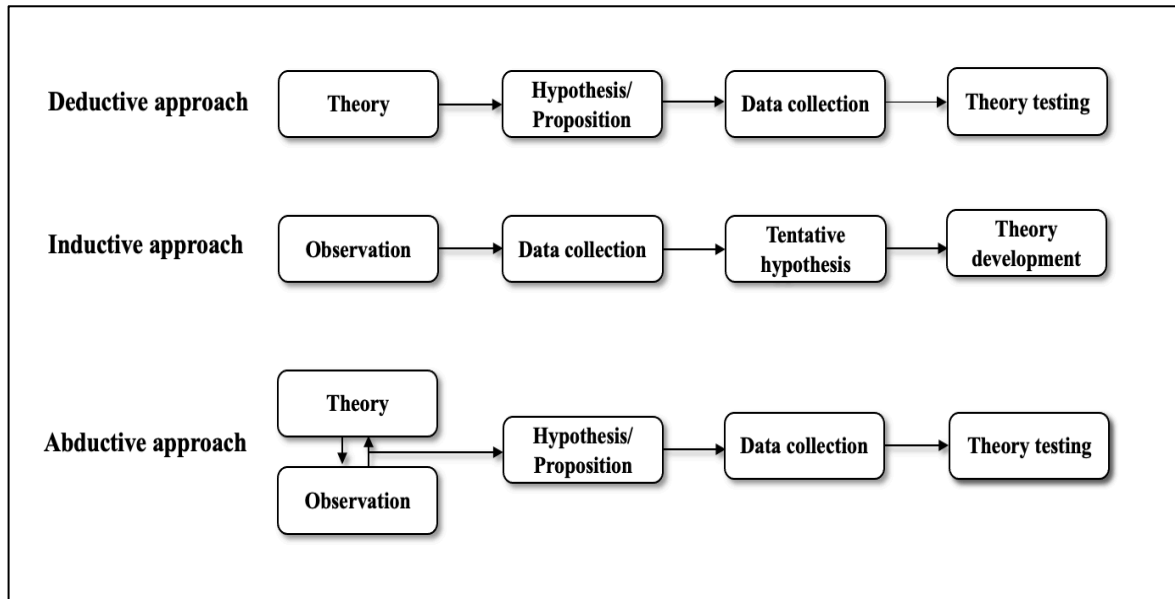 Deductive approach
Theory
Hypothesis/
Proposition
Data collection
Theory testing
Inductive approach
Observation
Data collection
Tentative
hypothesis
Theory
development
Abductive approach
Theory
Observation
Hypothesis/
Proposition
Data collection
Theory testing